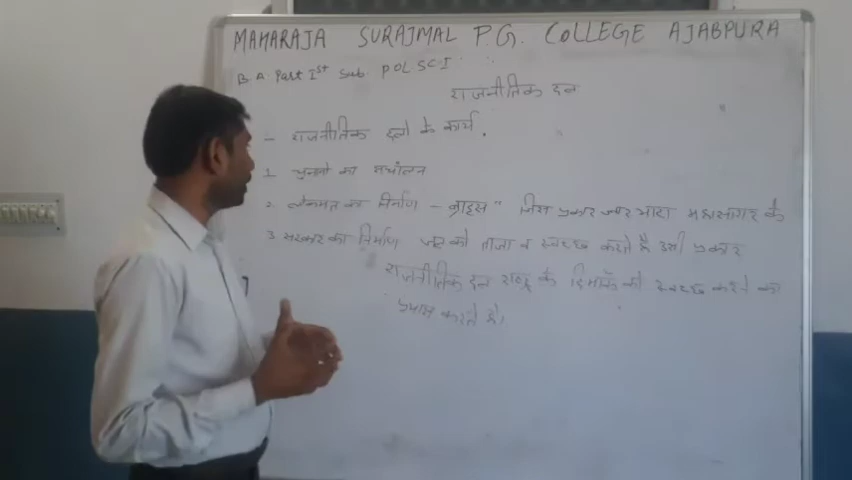 MAHARAJA SURAJMAL P.G. COLLEGE AJABPURA
B.A. Part Ist Sub. POL SCI
राजनीतिक दल
– राजनीतिक दलो के कार्य .
1 चुनावो का संचालन
2. लोकमत का निर्माण – ब्राइस " जिस प्रकार ज्वार भाटा महासागर के
3 सरकार का निर्माण जल को ताजा व स्वच्छ करते है उसी प्रकार
राजनीतिक दल राष्ट्र के दिमाग को स्वच्छ करने का
प्रयास करते है।